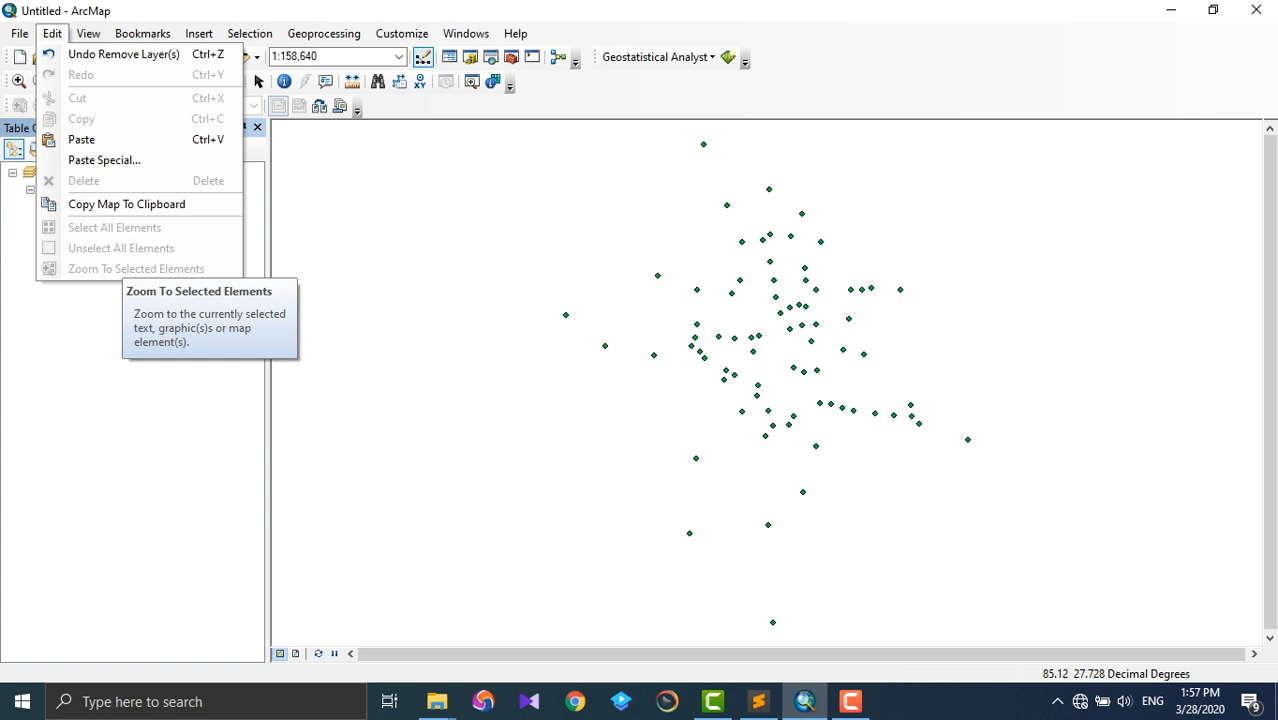 Untitled - ArcMap
File Edit View Bookmarks Insert Selection Geoprocessing Customize Windows Help
Undo Remove Layer(s) Ctrl+Z
Redo Ctrl+Y
Cut Ctrl+X
Copy Ctrl+C
Paste Ctrl+V
Paste Special...
Delete Delete
Copy Map To Clipboard
Select All Elements
Unselect All Elements
Zoom To Selected Elements
Zoom To Selected Elements
Zoom to the currently selected
text, graphic(s)s or map
element(s).
1:158,640
Geostatistical Analyst
XY
Table
85.12 27.728 Decimal Degrees
Type here to search
ENG
1:57 PM
3/28/2020
9